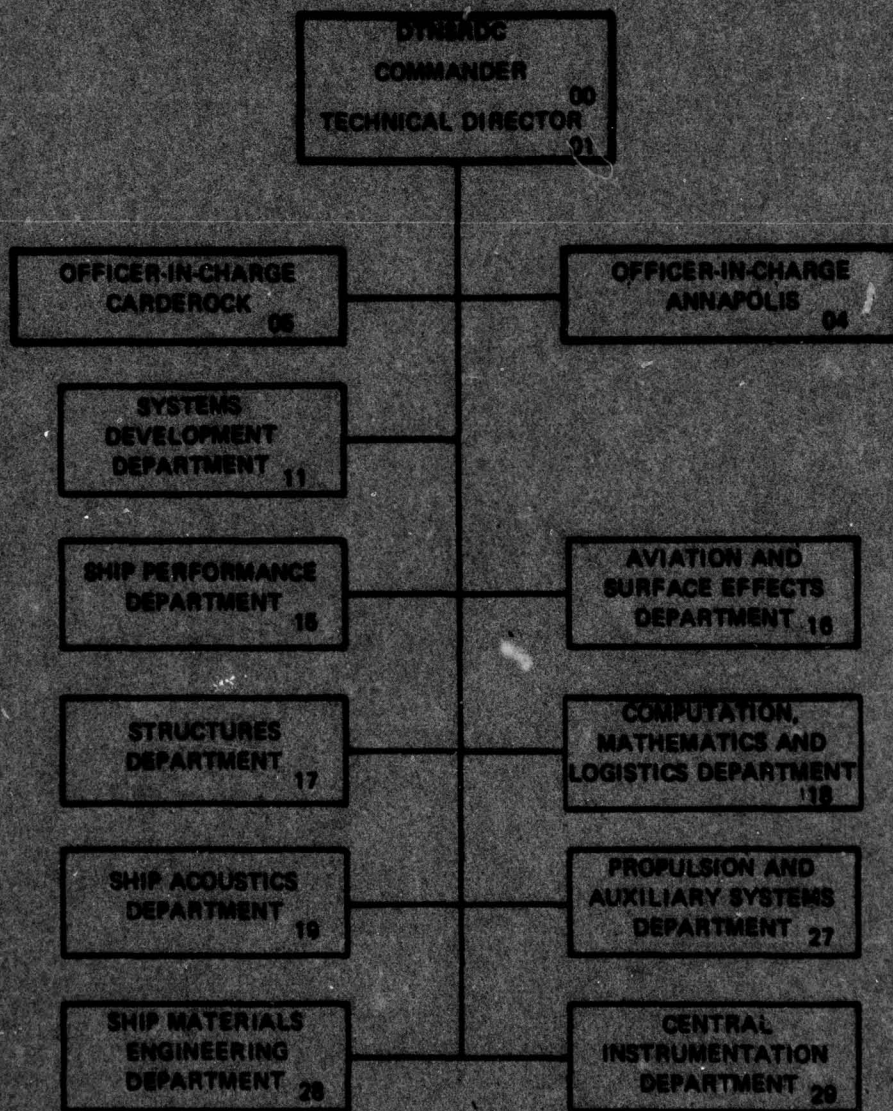 DTNSRDC
COMMANDER
00
TECHNICAL DIRECTOR
01
OFFICER-IN-CHARGE
CARDEROCK
05
OFFICER-IN-CHARGE
ANNAPOLIS
04
SYSTEMS
DEVELOPMENT
DEPARTMENT 11
SHIP PERFORMANCE
DEPARTMENT
15
AVIATION AND
SURFACE EFFECTS
DEPARTMENT 16
STRUCTURES
DEPARTMENT
17
COMPUTATION,
MATHEMATICS AND
LOGISTICS DEPARTMENT
18
SHIP ACOUSTICS
DEPARTMENT
19
PROPULSION AND
AUXILIARY SYSTEMS
DEPARTMENT 27
SHIP MATERIALS
ENGINEERING
DEPARTMENT 28
CENTRAL
INSTRUMENTATION
DEPARTMENT 29